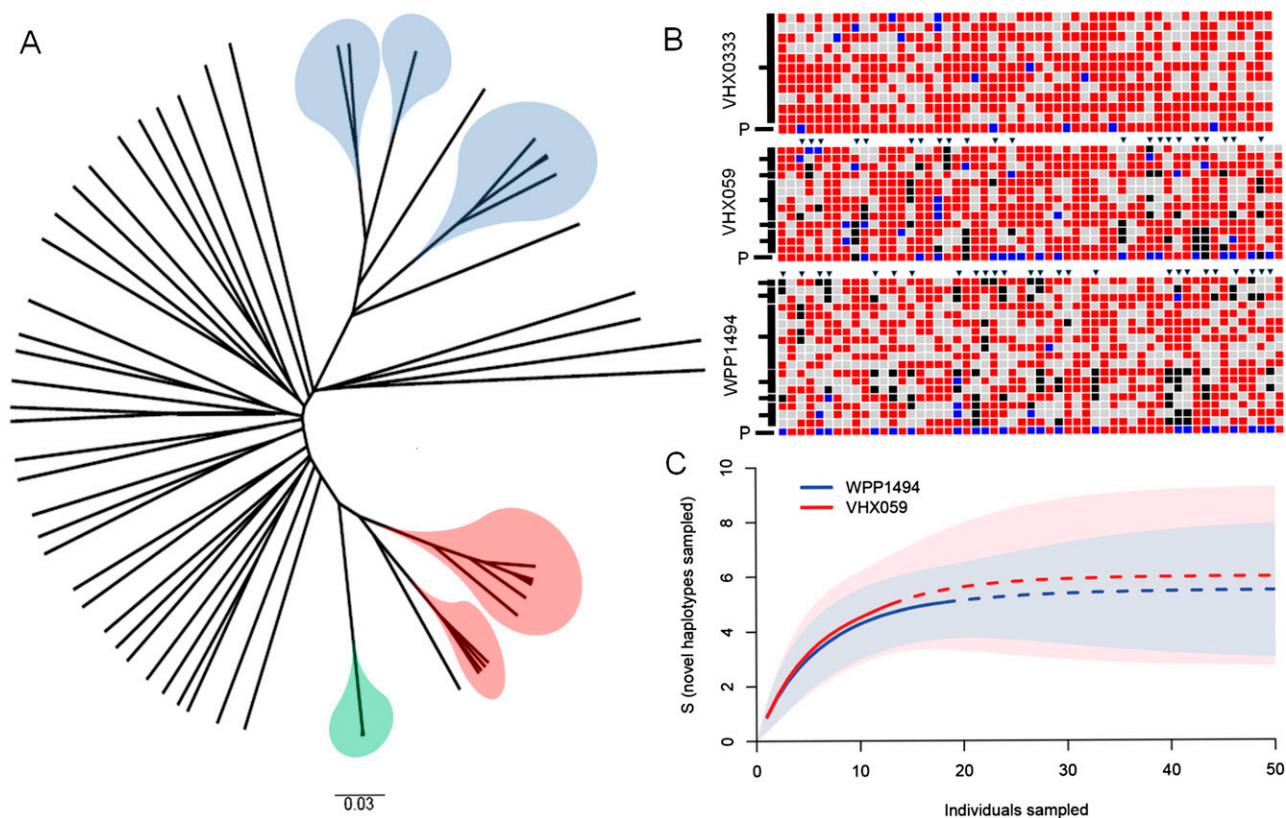 A
0.03
B
VHX0333
P
VHX059
P
WPP1494
P
C
WPP1494
VHX059
S (novel haplotypes sampled)
10
8
6
4
2
0
0 10 20 30 40 50
Individuals sampled